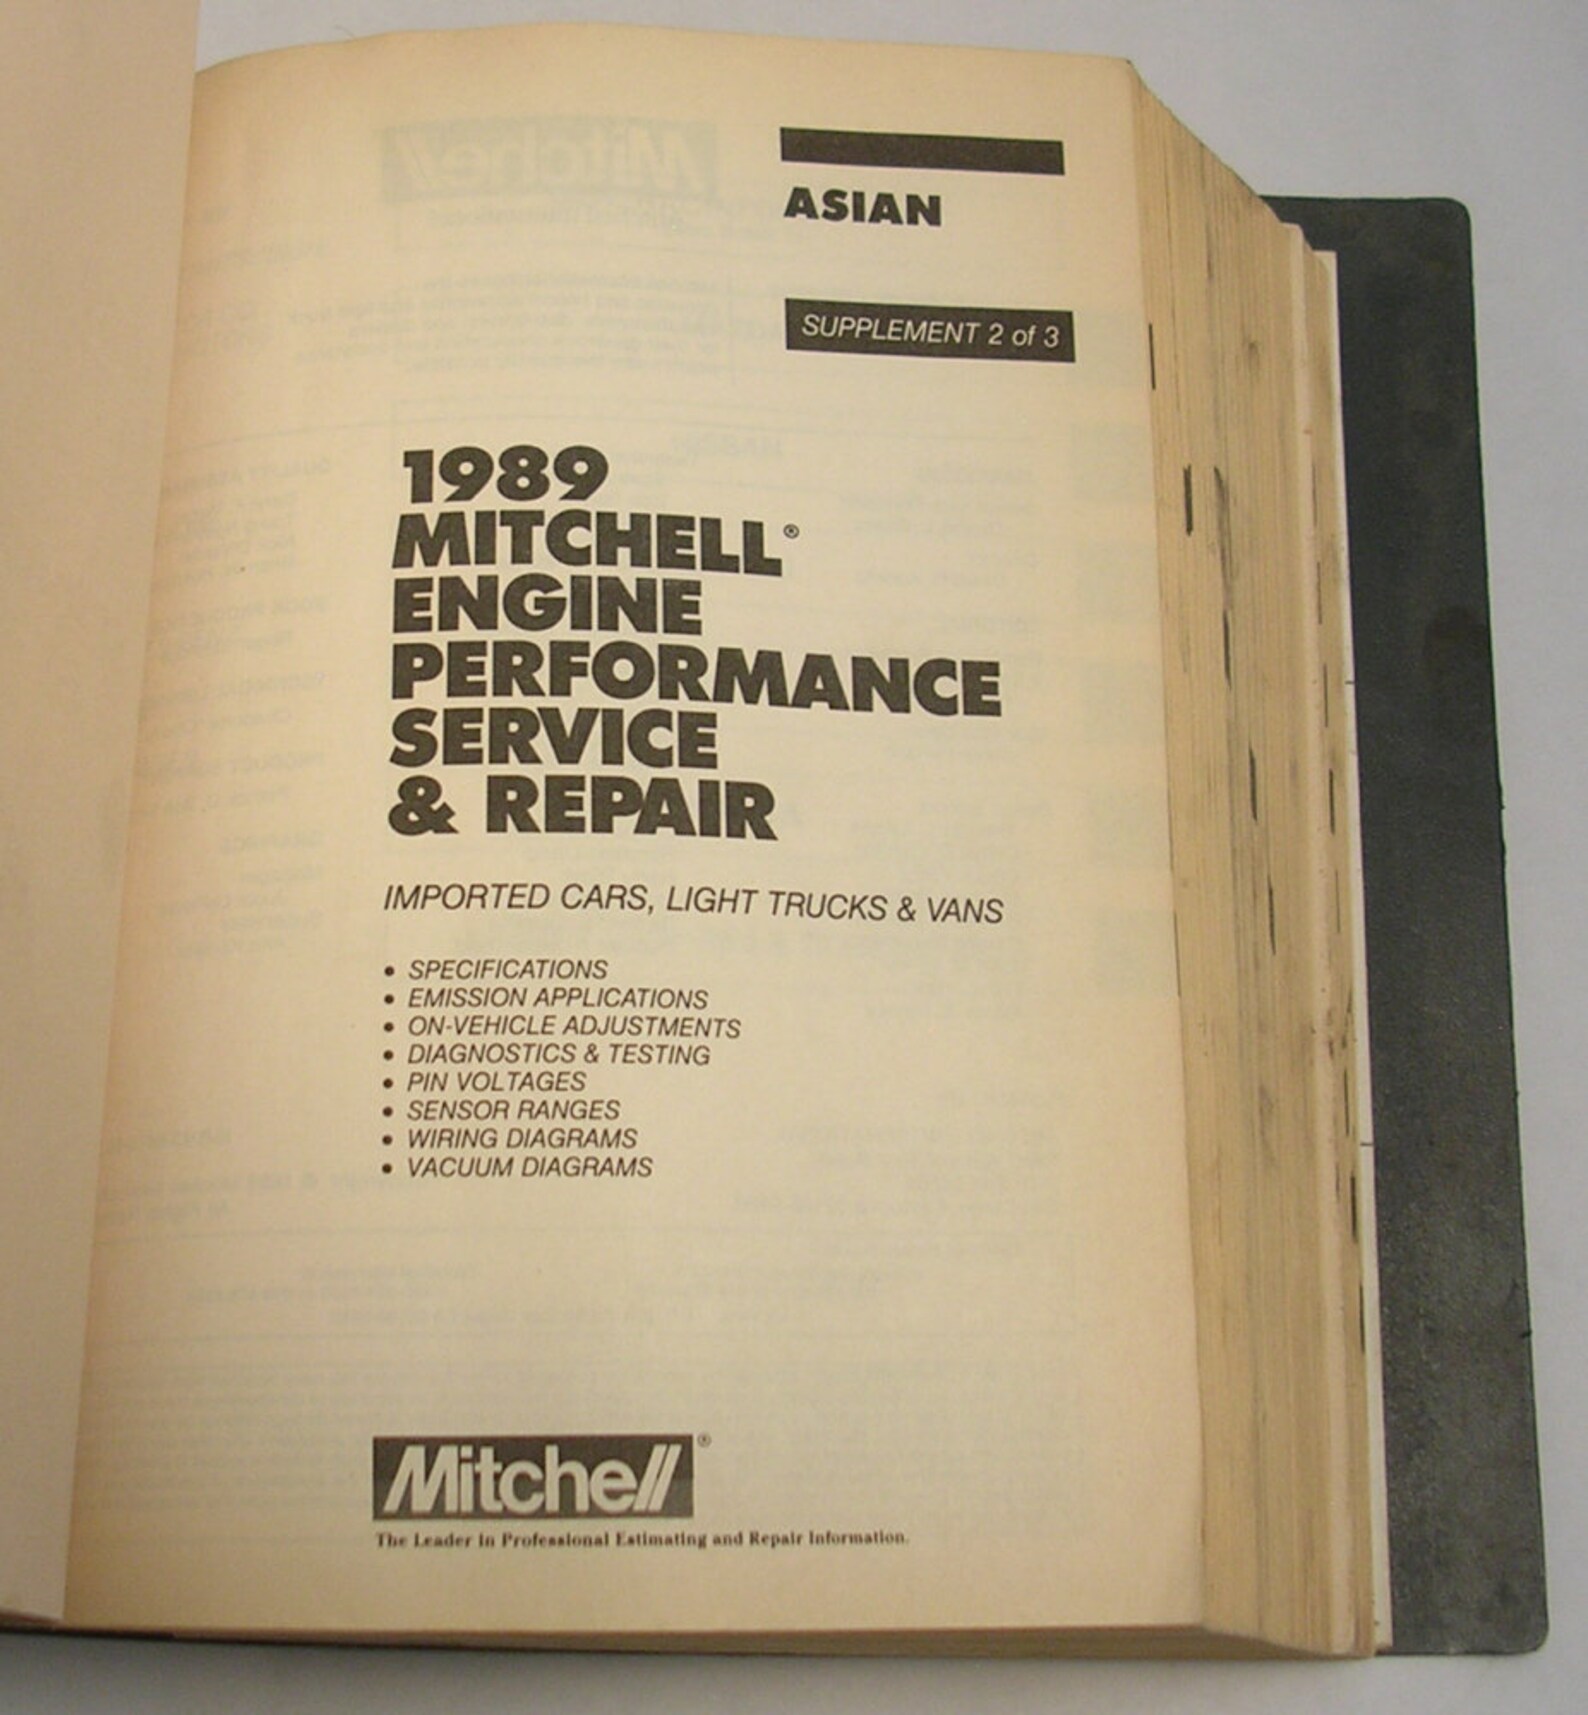 ASIAN
SUPPLEMENT 2 of 3
1989
MITCHELL®
ENGINE
PERFORMANCE
SERVICE
& REPAIR
IMPORTED CARS, LIGHT TRUCKS & VANS
• SPECIFICATIONS
• EMISSION APPLICATIONS
• ON-VEHICLE ADJUSTMENTS
• DIAGNOSTICS & TESTING
• PIN VOLTAGES
• SENSOR RANGES
• WIRING DIAGRAMS
• VACUUM DIAGRAMS
Mitchell®
The Leader in Professional Estimating and Repair Information.